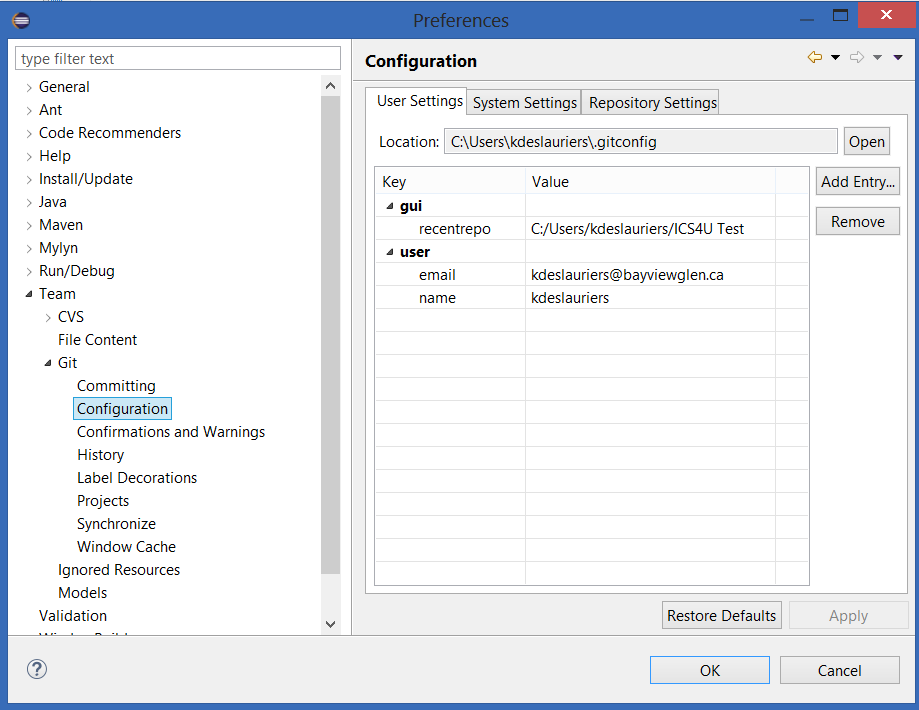 Preferences
type filter text
General
Ant
Code Recommenders
Help
Install/Update
Java
Maven
Mylyn
Run/Debug
Team
CVS
File Content
Git
Committing
Configuration
Confirmations and Warnings
History
Label Decorations
Projects
Synchronize
Window Cache
Ignored Resources
Models
Validation
Configuration
User Settings System Settings Repository Settings
Location: C:\Users\kdeslauriers\.gitconfig Open
Key Value Add Entry...
gui
recentrepo C:/Users/kdeslauriers/ICS4U Test Remove
user
email kdeslauriers@bayviewglen.ca
name kdeslauriers
Restore Defaults Apply
? OK Cancel